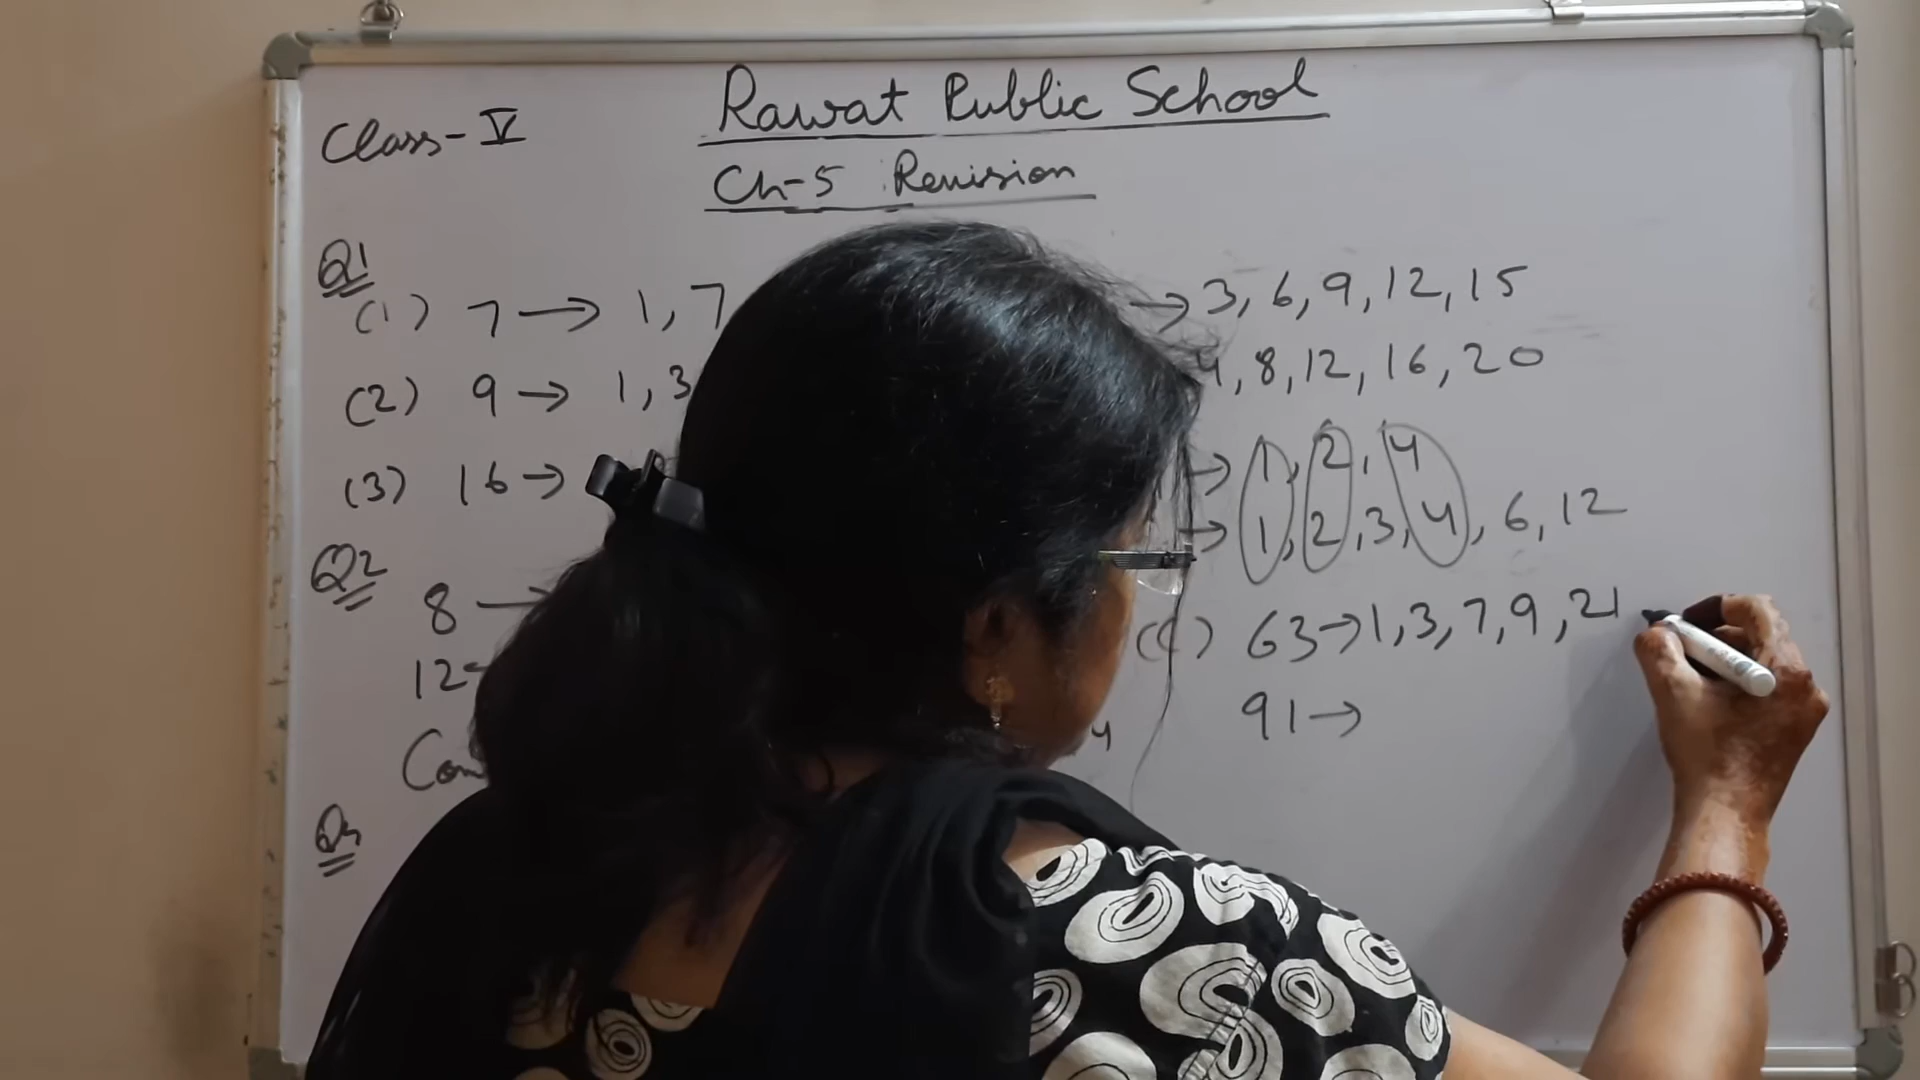 Class-V
Rawat Public School
Ch-5 Revision
Q1
(1) 7 → 1, 7
(2) 9 → 1, 3
(3) 16 →
→ 3, 6, 9, 12, 15
4, 8, 12, 16, 20
→ 1, 2, 4
→ 1, 2, 3, 4, 6, 12
Q2
8 →
12
Com
4
63 → 1, 3, 7, 9, 21
91 →